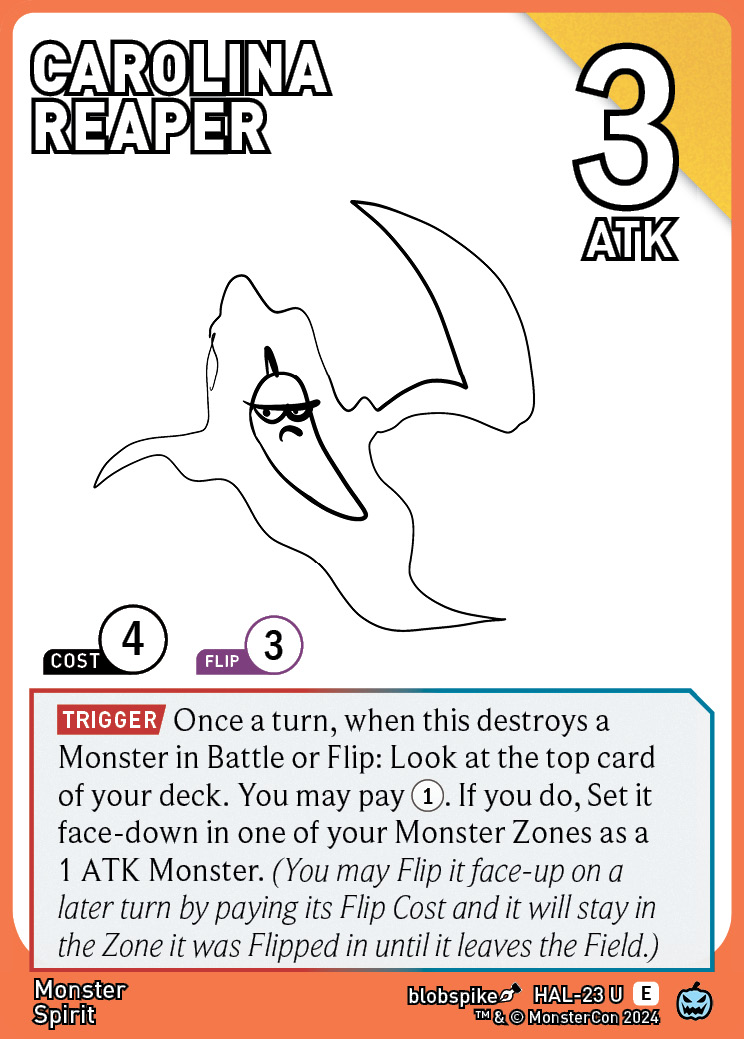 CAROLINA
REAPER
3
ATK
COST 4
FLIP 3
TRIGGER Once a turn, when this destroys a
Monster in Battle or Flip: Look at the top card
of your deck. You may pay 1. If you do, Set it
face-down in one of your Monster Zones as a
1 ATK Monster. (You may Flip it face-up on a
later turn by paying its Flip Cost and it will stay in
the Zone it was Flipped in until it leaves the Field.)
Monster
Spirit
blobspike HAL-23 U E
™ & © MonsterCon 2024